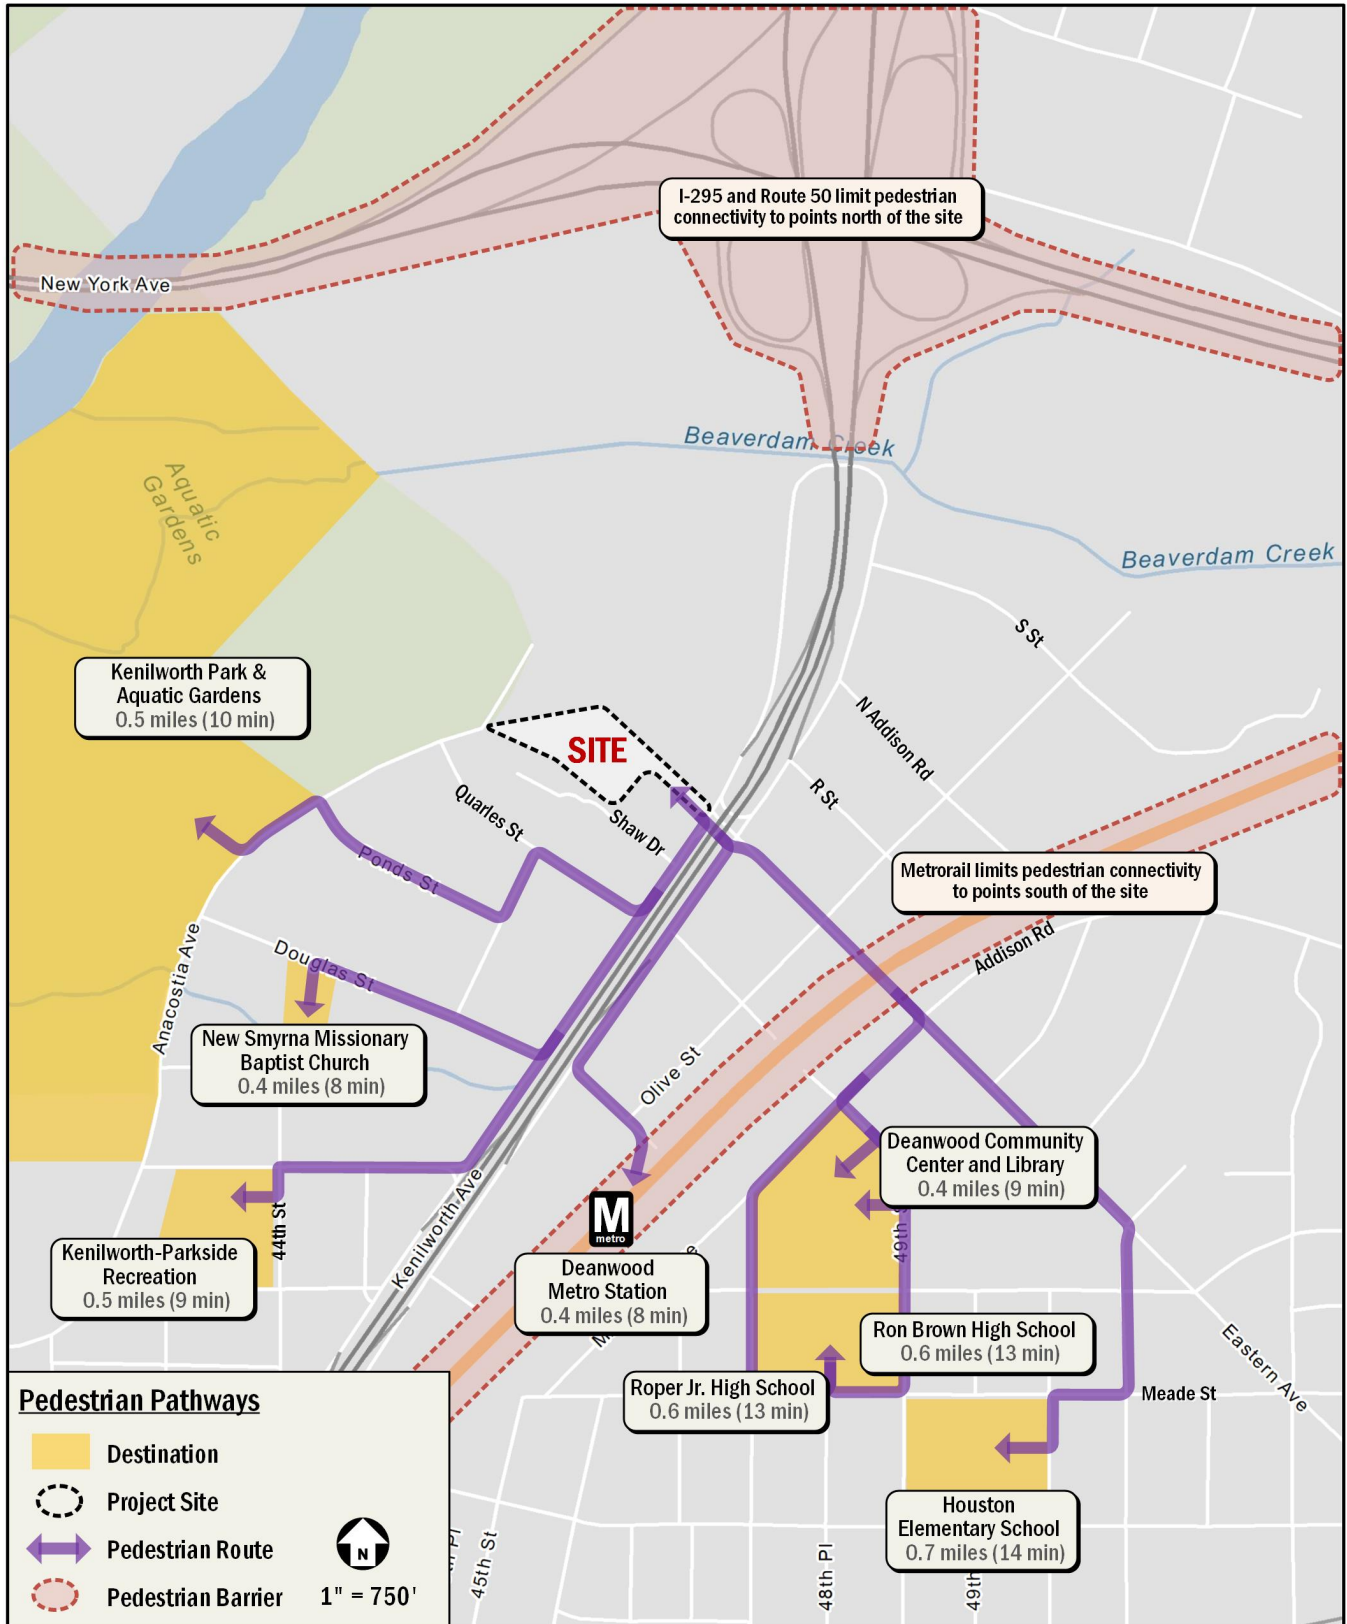 I-295 and Route 50 limit pedestrian
connectivity to points north of the site
New York Ave
Beaverdam Creek
Beaverdam Creek
Aquatic
Gardens
S St
Kenilworth Park &
Aquatic Gardens
0.5 miles (10 min)
SITE
N Addison Rd
R St
Quarles St
Shaw Dr
Ponds St
Metrorail limits pedestrian connectivity
to points south of the site
Addison Rd
Anacostia Ave
Douglas St
New Smyrna Missionary
Baptist Church
0.4 miles (8 min)
Olive St
Deanwood Community
Center and Library
0.4 miles (9 min)
Kenilworth Ave
44th St
M
metro
49th
Kenilworth-Parkside
Recreation
0.5 miles (9 min)
Deanwood
Metro Station
0.4 miles (8 min)
Ron Brown High School
0.6 miles (13 min)
Eastern Ave
Roper Jr. High School
0.6 miles (13 min)
Meade St
Houston
Elementary School
0.7 miles (14 min)
Pl
45th St
48th Pl
49th
Pedestrian Pathways
Destination
Project Site
Pedestrian Route
Pedestrian Barrier
N
1" = 750'